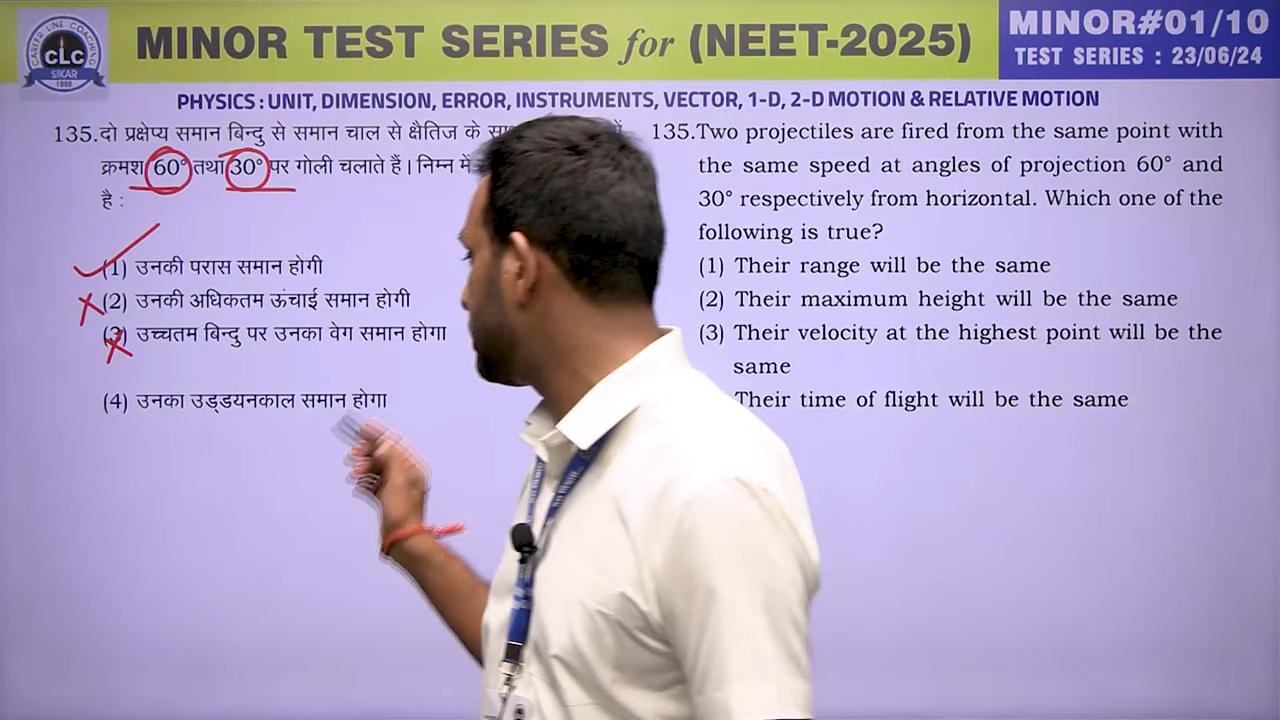 CAREER LINE COACHING
CLC
SIKAR
1996
MINOR TEST SERIES for (NEET-2025)
MINOR#01/10
TEST SERIES : 23/06/24
PHYSICS : UNIT, DIMENSION, ERROR, INSTRUMENTS, VECTOR, 1-D, 2-D MOTION & RELATIVE MOTION
135. दो प्रक्षेप्य समान बिन्दु से समान चाल से क्षैतिज के
क्रमश 60° तथा 30° पर गोली चलाते हैं। निम्न में
है :
(1) उनकी परास समान होगी
(2) उनकी अधिकतम ऊंचाई समान होगी
(3) उच्चतम बिन्दु पर उनका वेग समान होगा
(4) उनका उड्डयनकाल समान होगा
135. Two projectiles are fired from the same point with
the same speed at angles of projection 60° and
30° respectively from horizontal. Which one of the
following is true?
(1) Their range will be the same
(2) Their maximum height will be the same
(3) Their velocity at the highest point will be the
same
Their time of flight will be the same